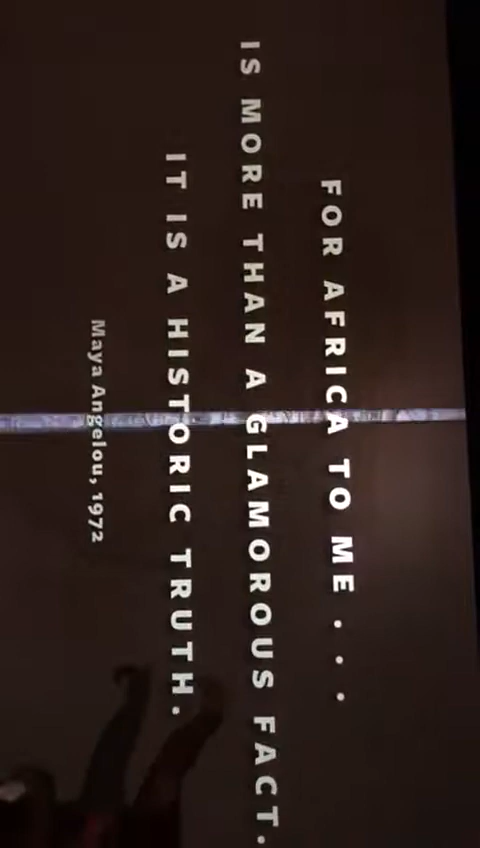 FOR AFRICA TO ME . . .
IS MORE THAN A GLAMOROUS FACT.
IT IS A HISTORIC TRUTH.
Maya Angelou, 1972